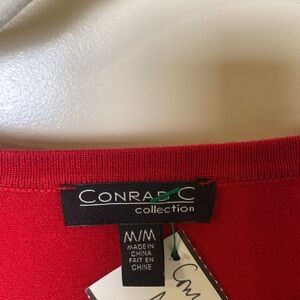 CONRAD C
collection
M/M
MADE IN
CHINA
FAIT EN
CHINE